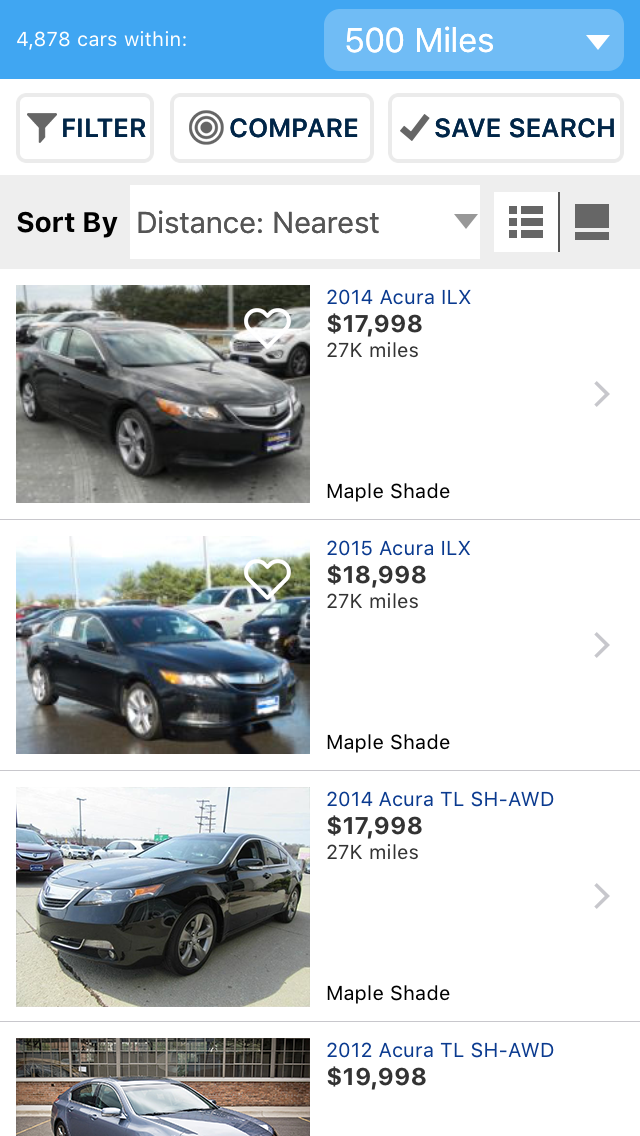 4,878 cars within:
500 Miles
FILTER
COMPARE
SAVE SEARCH
Sort By
Distance: Nearest
2014 Acura ILX
$17,998
27K miles
Maple Shade
2015 Acura ILX
$18,998
27K miles
Maple Shade
2014 Acura TL SH-AWD
$17,998
27K miles
Maple Shade
2012 Acura TL SH-AWD
$19,998